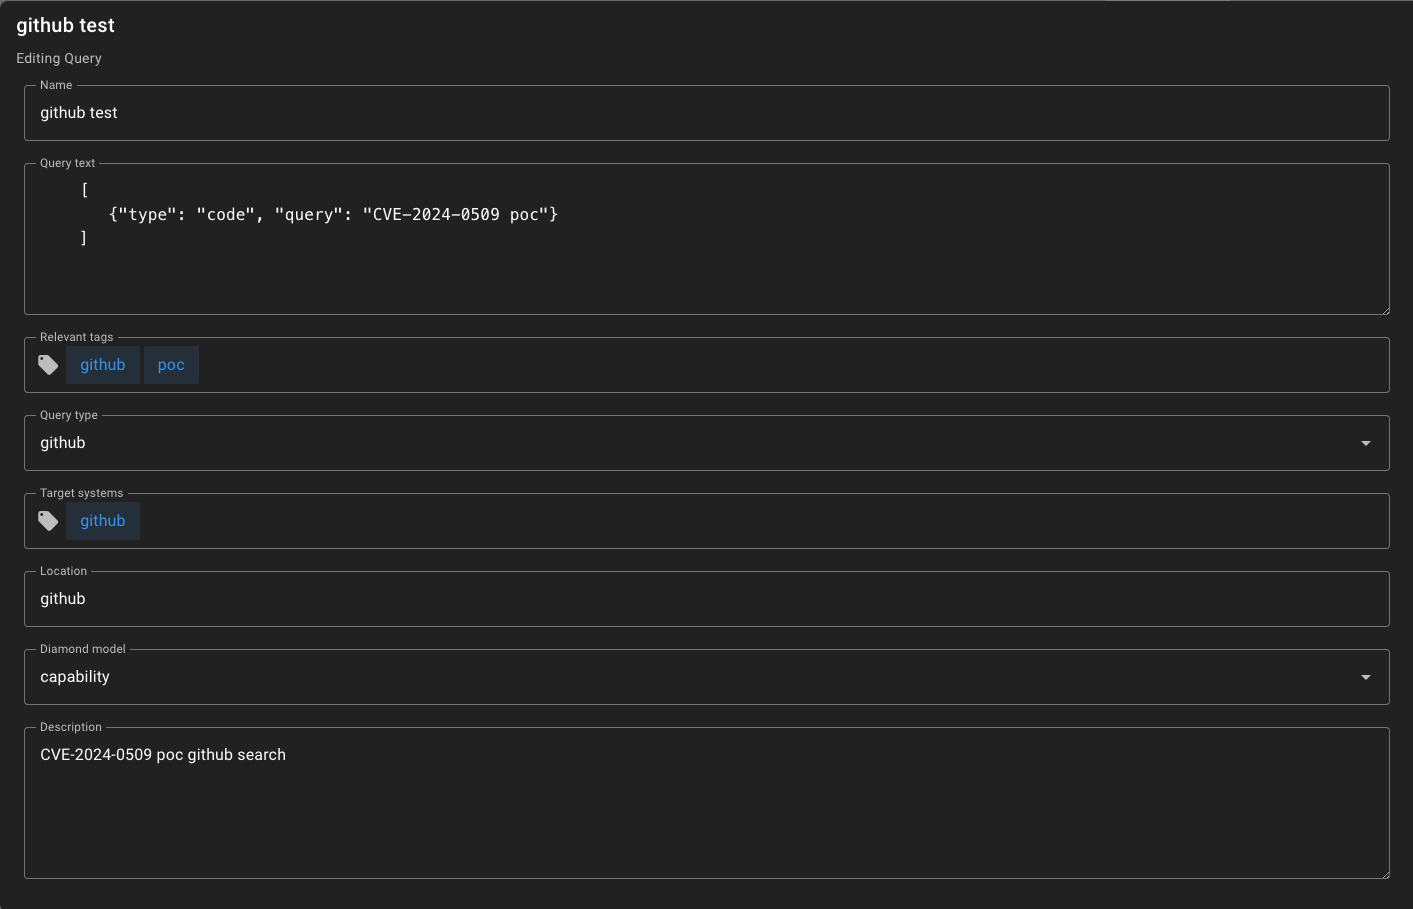 github test
Editing Query
Name
github test
Query text
[
{"type": "code", "query": "CVE-2024-0509 poc"}
]
Relevant tags
github poc
Query type
github
Target systems
github
Location
github
Diamond model
capability
Description
CVE-2024-0509 poc github search